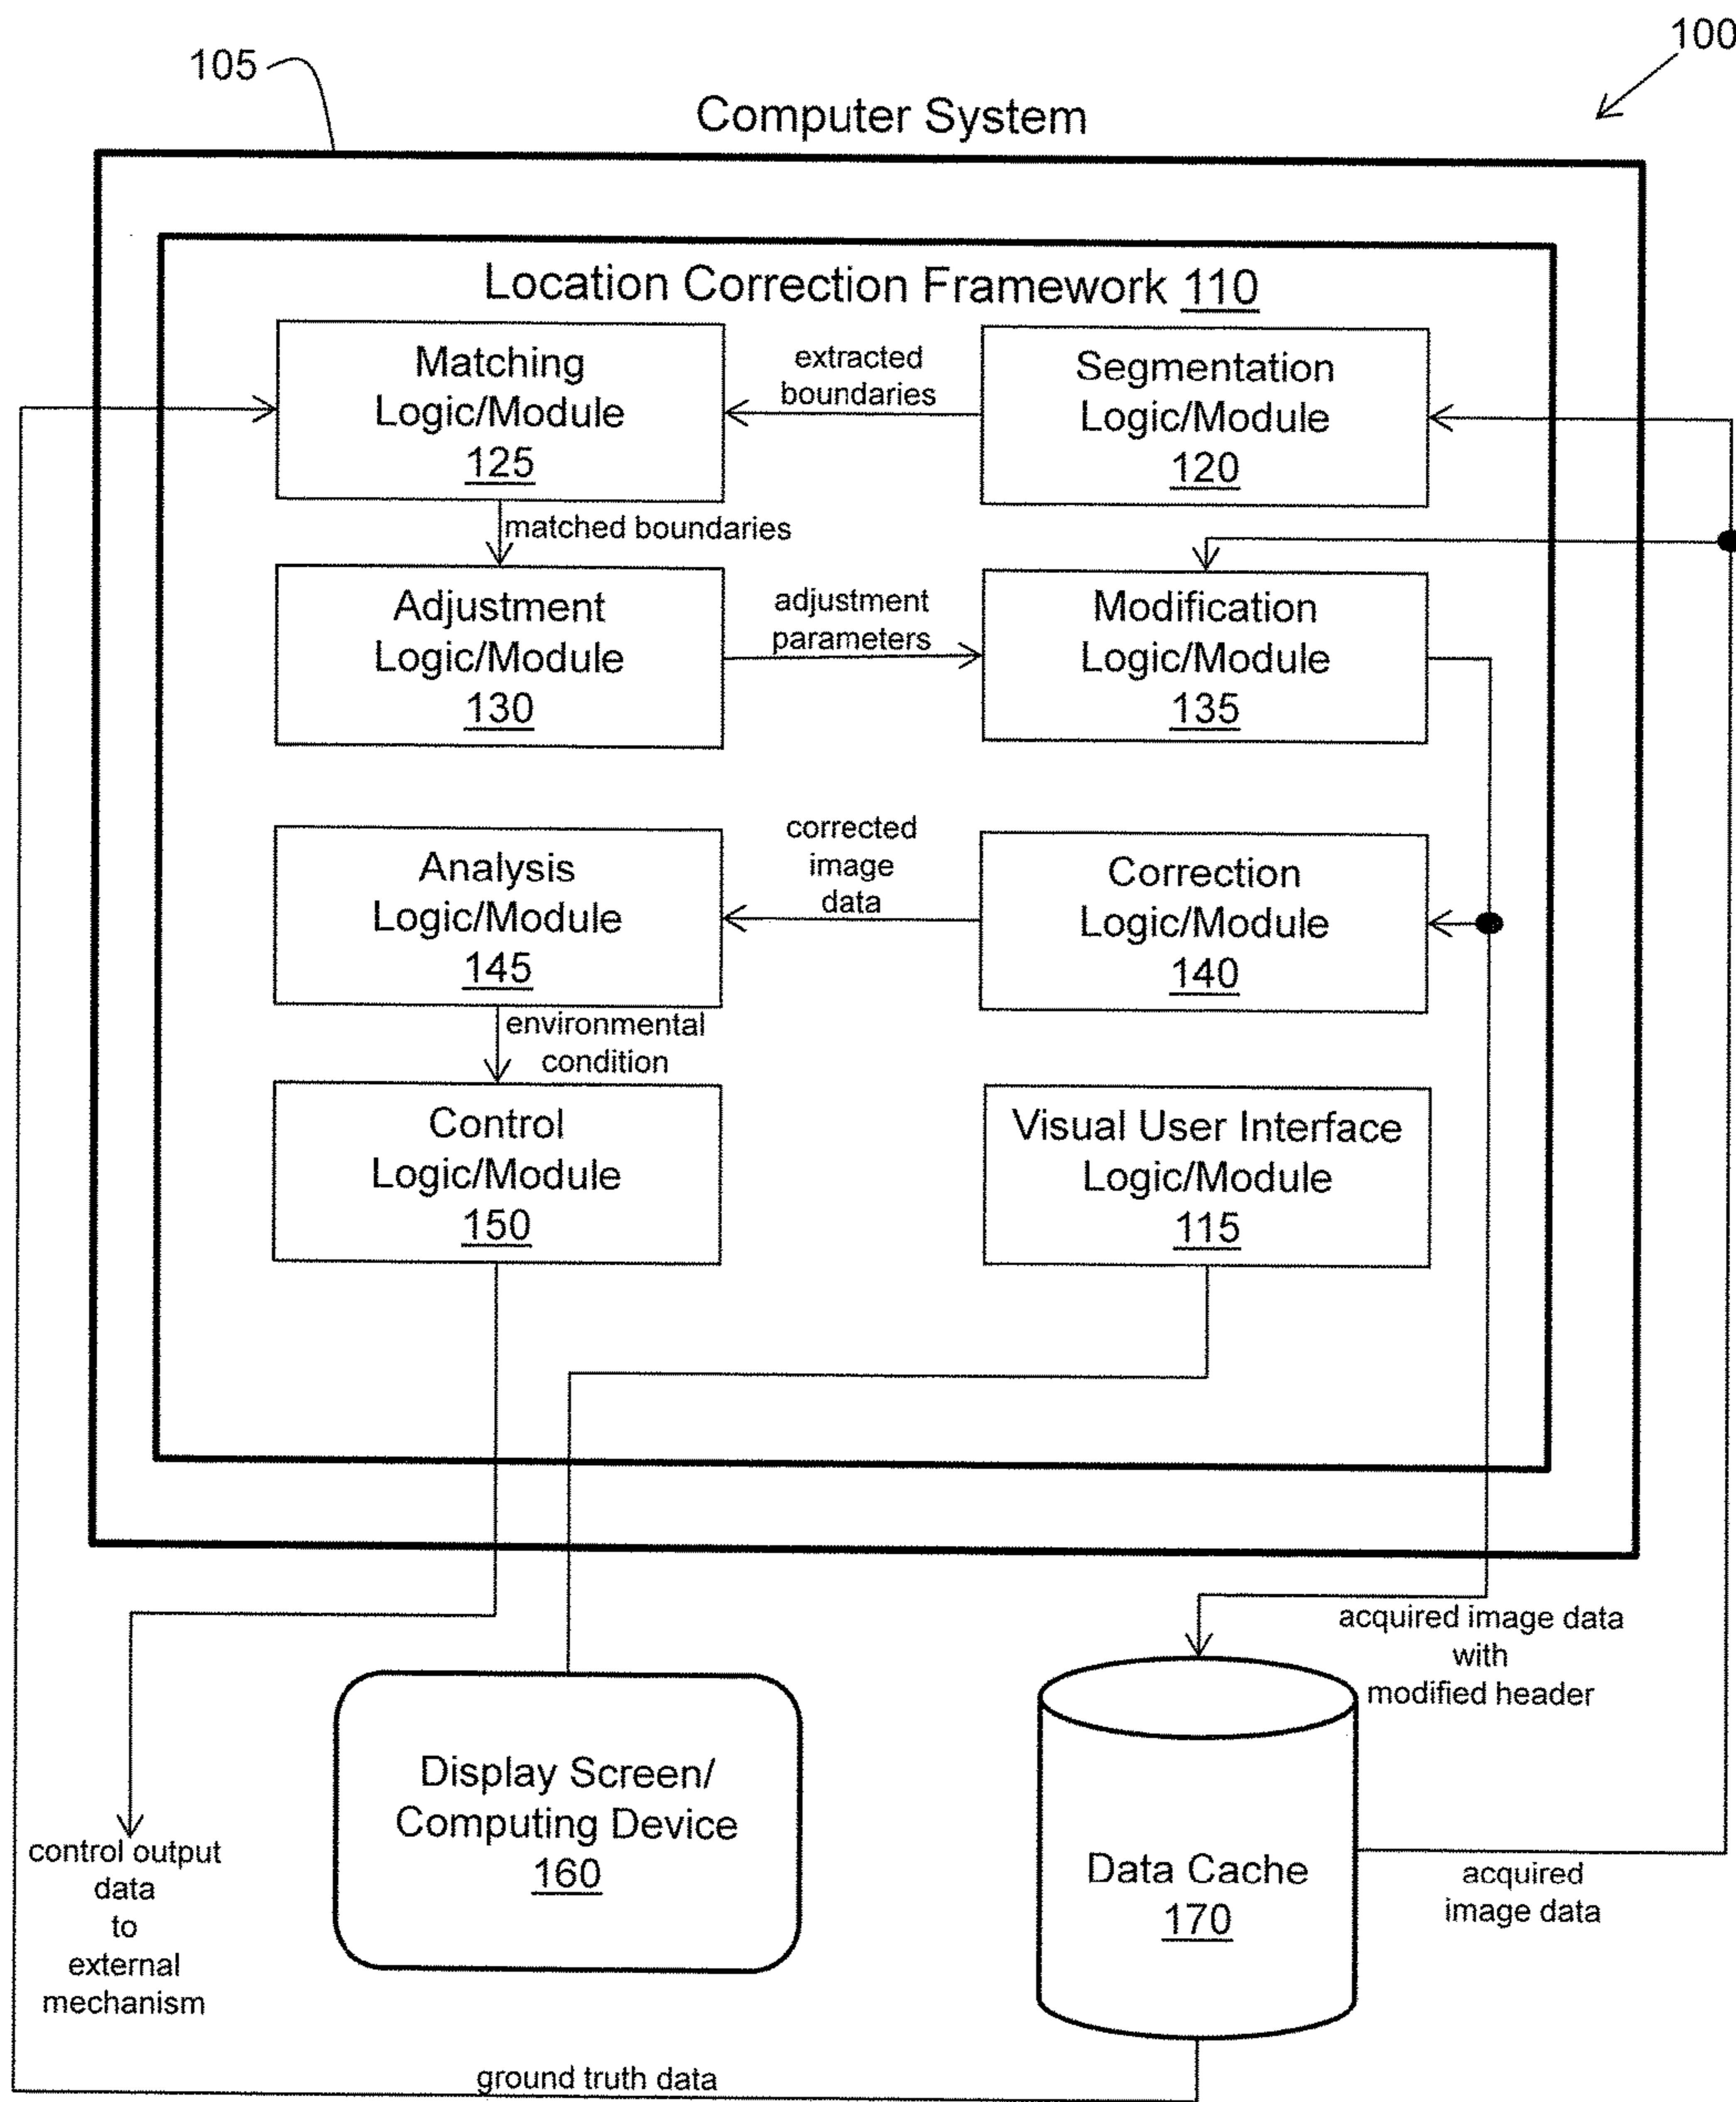 100
105
Computer System
Location Correction Framework 110
Matching
Logic/Module
125
extracted
boundaries
Segmentation
Logic/Module
120
matched boundaries
Adjustment
Logic/Module
130
adjustment
parameters
Modification
Logic/Module
135
Analysis
Logic/Module
145
corrected
image
data
Correction
Logic/Module
140
environmental
condition
Control
Logic/Module
150
Visual User Interface
Logic/Module
115
acquired image data
with
modified header
Display Screen/
Computing Device
160
Data Cache
170
control output
data
to
external
mechanism
acquired
image data
ground truth data